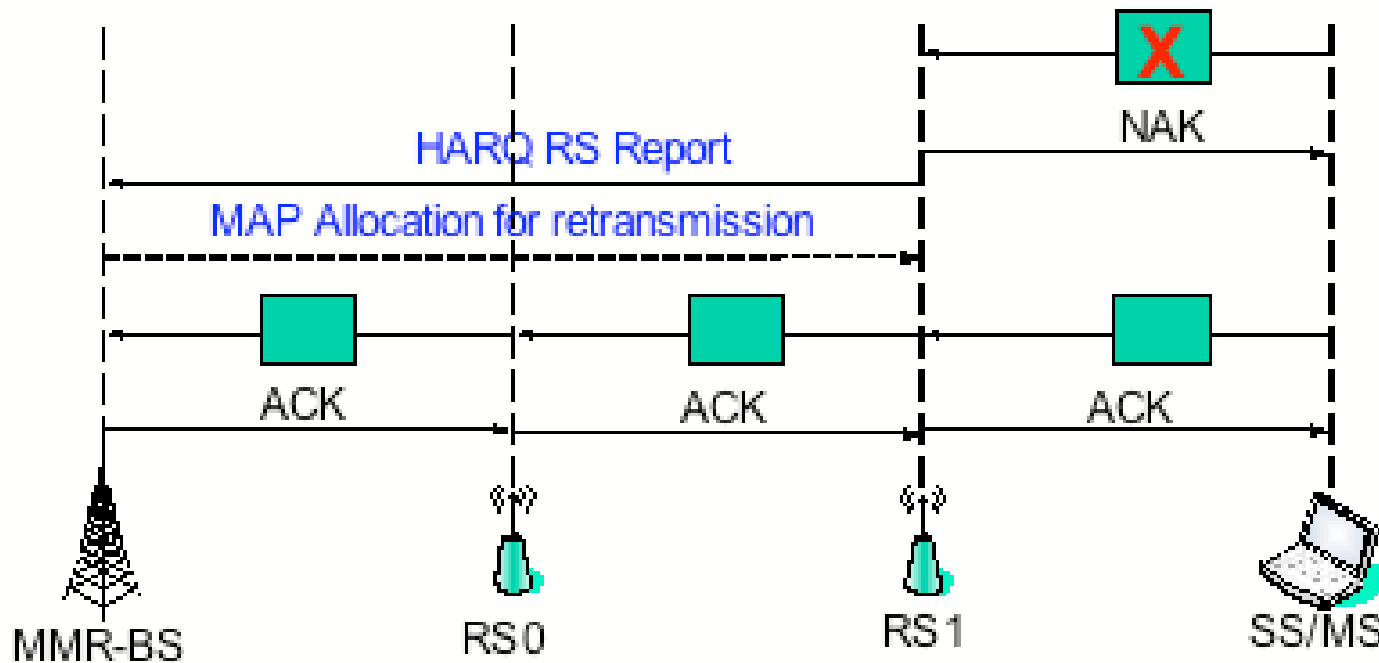 X
NAK
HARQ RS Report
MAP Allocation for retransmission
ACK ACK ACK
MMR-BS RS0 RS1 SS/MS